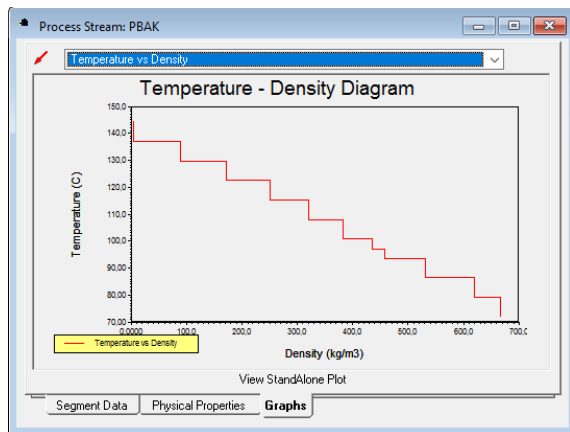 Process Stream: PBAK
Temperature vs Density
Temperature - Density Diagram
150,0
140,0
130,0
120,0
110,0
100,0
90,00
80,00
70,00
Temperature (C)
0,0000 100,0 200,0 300,0 400,0 500,0 600,0 700,0
Temperature vs Density
Density (kg/m3)
View StandAlone Plot
Segment Data Physical Properties Graphs